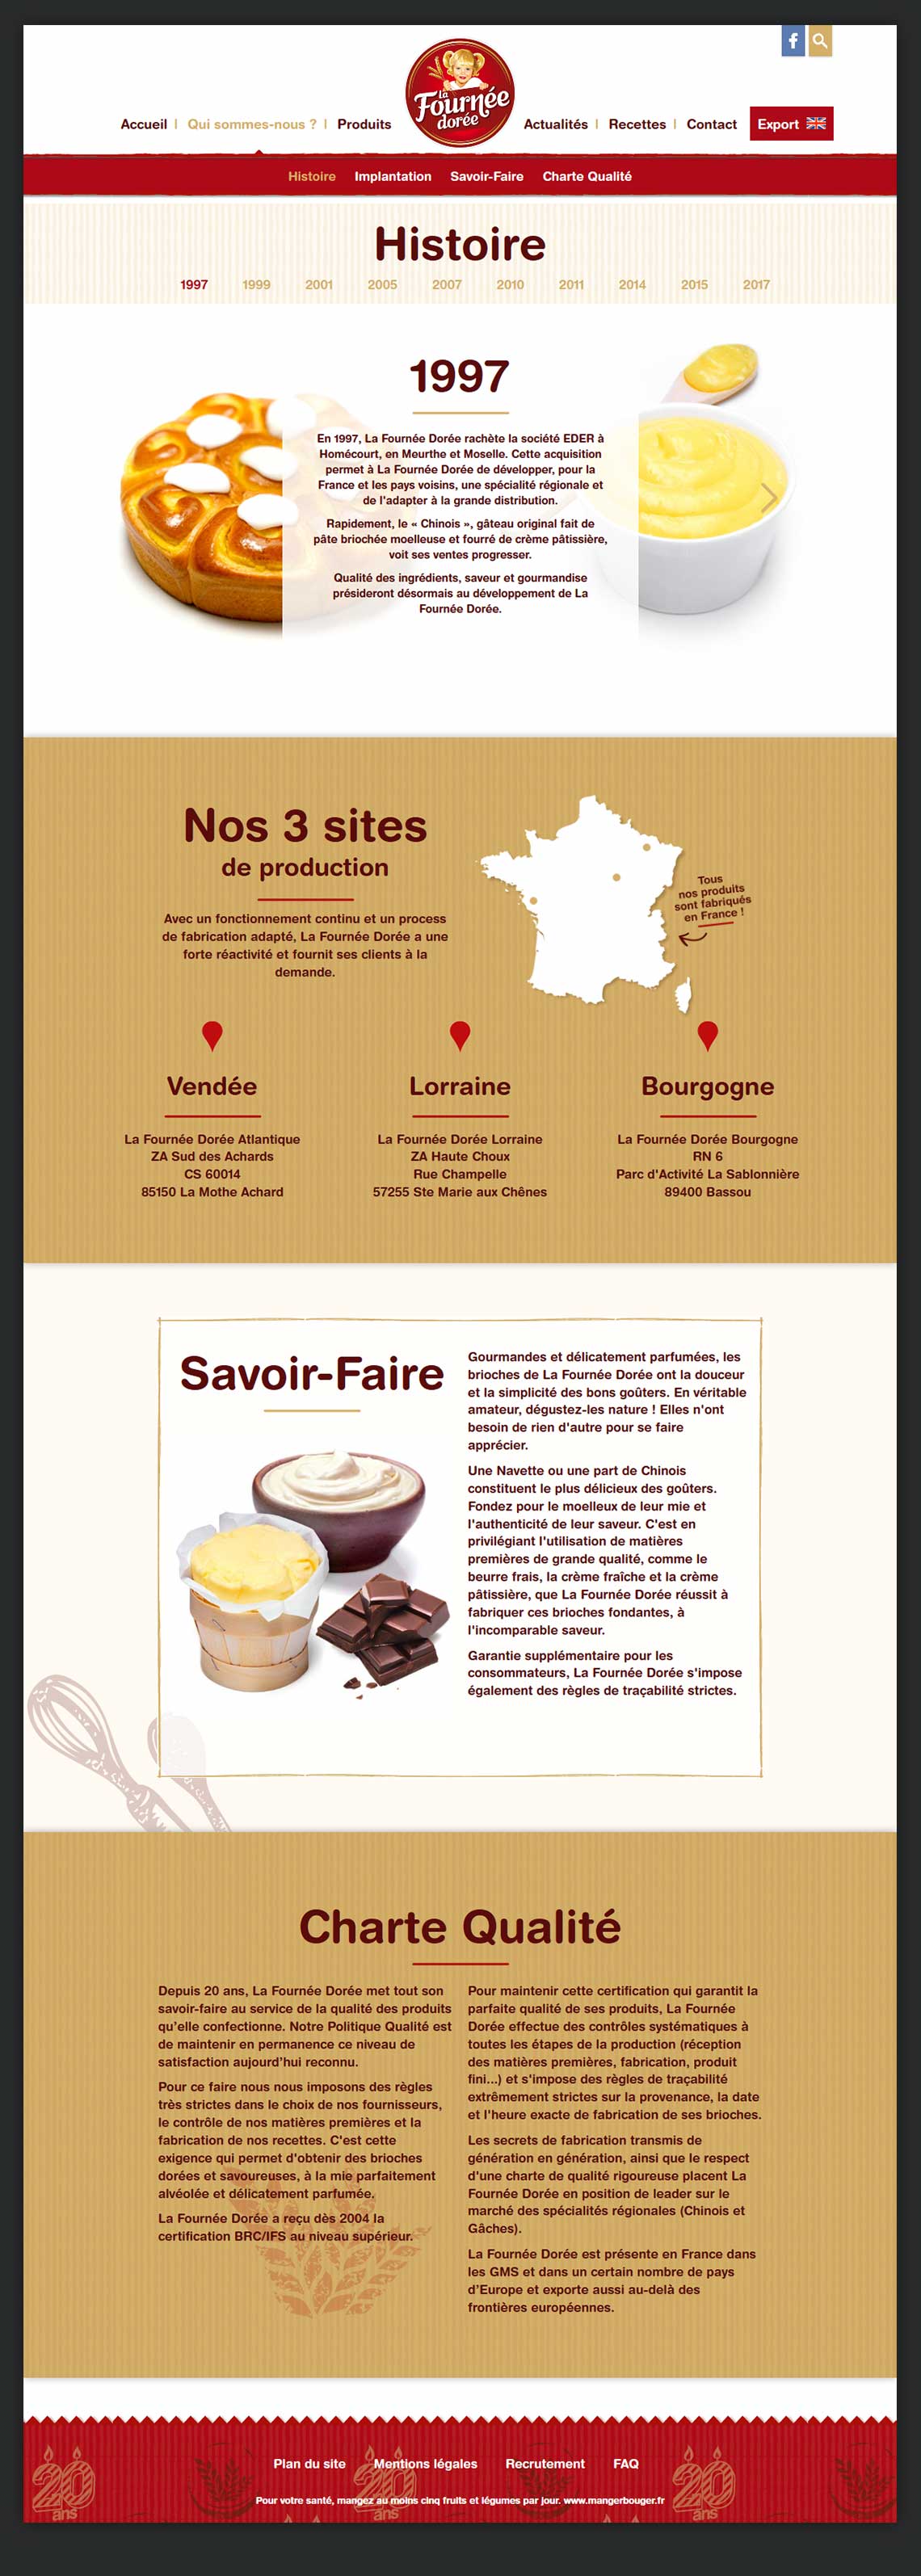 la
Fournée
dorée
Accueil | Qui sommes-nous ? | Produits
Actualités | Recettes | Contact
Export
Histoire Implantation Savoir-Faire Charte Qualité
Histoire
1997 1999 2001 2005 2007 2010 2011 2014 2015 2017
1997
En 1997, La Fournée Dorée rachète la société EDER à
Homécourt, en Meurthe et Moselle. Cette acquisition
permet à La Fournée Dorée de développer, pour la
France et les pays voisins, une spécialité régionale et
de l'adapter à la grande distribution.
Rapidement, le « Chinois », gâteau original fait de
pâte briochée moelleuse et fourré de crème pâtissière,
voit ses ventes progresser.
Qualité des ingrédients, saveur et gourmandise
présideront désormais au développement de La
Fournée Dorée.
Nos 3 sites
de production
Avec un fonctionnement continu et un process
de fabrication adapté, La Fournée Dorée a une
forte réactivité et fournit ses clients à la
demande.
Tous
nos produits
sont fabriqués
en France !
Vendée
La Fournée Dorée Atlantique
ZA Sud des Achards
CS 60014
85150 La Mothe Achard
Lorraine
La Fournée Dorée Lorraine
ZA Haute Choux
Rue Champelle
57255 Ste Marie aux Chênes
Bourgogne
La Fournée Dorée Bourgogne
RN 6
Parc d'Activité La Sablonnière
89400 Bassou
Savoir-Faire
Gourmandes et délicatement parfumées, les
brioches de La Fournée Dorée ont la douceur
et la simplicité des bons goûters. En véritable
amateur, dégustez-les nature ! Elles n'ont
besoin de rien d'autre pour se faire
apprécier.
Une Navette ou une part de Chinois
constituent le plus délicieux des goûters.
Fondez pour le moelleux de leur mie et
l'authenticité de leur saveur. C'est en
privilégiant l'utilisation de matières
premières de grande qualité, comme le
beurre frais, la crème fraîche et la crème
pâtissière, que La Fournée Dorée réussit à
fabriquer ces brioches fondantes, à
l'incomparable saveur.
Garantie supplémentaire pour les
consommateurs, La Fournée Dorée s'impose
également des règles de traçabilité strictes.
Charte Qualité
Depuis 20 ans, La Fournée Dorée met tout son
savoir-faire au service de la qualité des produits
qu’elle confectionne. Notre Politique Qualité est
de maintenir en permanence ce niveau de
satisfaction aujourd’hui reconnu.
Pour ce faire nous nous imposons des règles
très strictes dans le choix de nos fournisseurs,
le contrôle de nos matières premières et la
fabrication de nos recettes. C'est cette
exigence qui permet d'obtenir des brioches
dorées et savoureuses, à la mie parfaitement
alvéolée et délicatement parfumée.
La Fournée Dorée a reçu dès 2004 la
certification BRC/IFS au niveau supérieur.
Pour maintenir cette certification qui garantit la
parfaite qualité de ses produits, La Fournée
Dorée effectue des contrôles systématiques à
toutes les étapes de la production (réception
des matières premières, fabrication, produit
fini...) et s'impose des règles de traçabilité
extrêmement strictes sur la provenance, la date
et l'heure exacte de fabrication de ses brioches.
Les secrets de fabrication transmis de
génération en génération, ainsi que le respect
d'une charte de qualité rigoureuse placent La
Fournée Dorée en position de leader sur le
marché des spécialités régionales (Chinois et
Gâches).
La Fournée Dorée est présente en France dans
les GMS et dans un certain nombre de pays
d’Europe et exporte aussi au-delà des
frontières européennes.
Plan du site Mentions légales Recrutement FAQ
Pour votre santé, mangez au moins cinq fruits et légumes par jour. www.mangerbouger.fr
20 20 20
ans ans ans